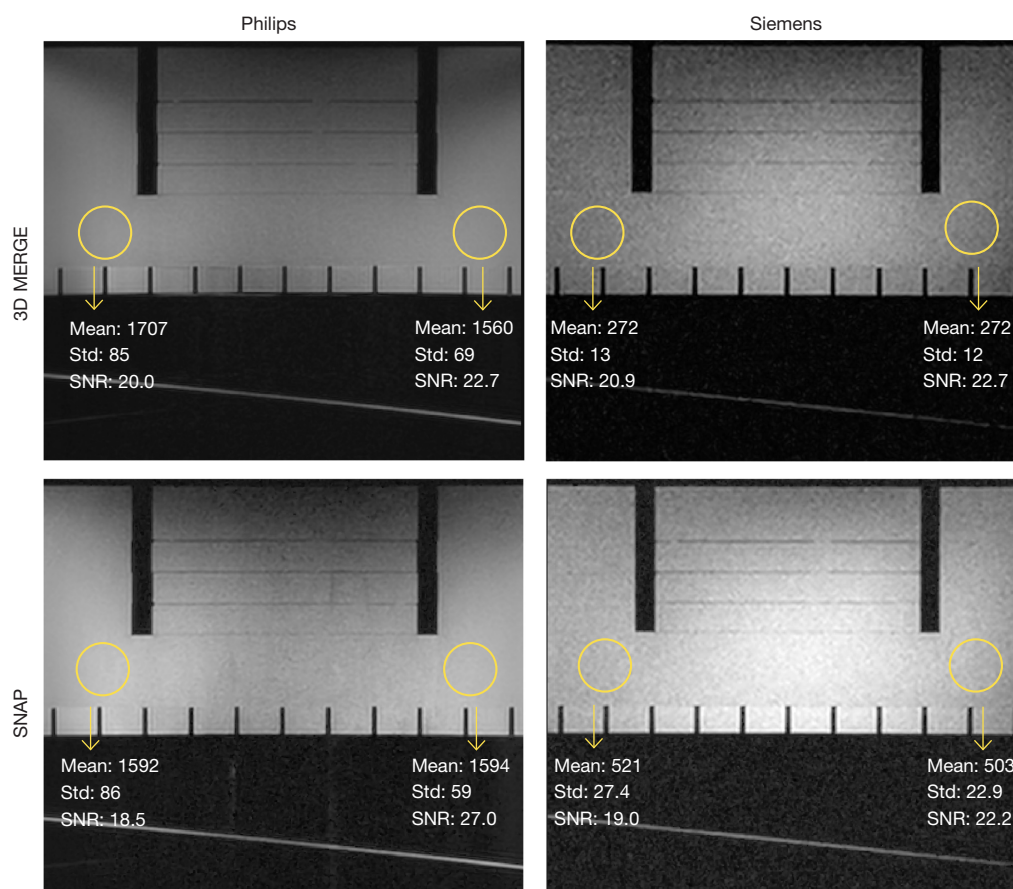 Philips
Siemens
3D MERGE
Mean: 1707
Std: 85
SNR: 20.0
Mean: 1560
Std: 69
SNR: 22.7
Mean: 272
Std: 13
SNR: 20.9
Mean: 272
Std: 12
SNR: 22.7
SNAP
Mean: 1592
Std: 86
SNR: 18.5
Mean: 1594
Std: 59
SNR: 27.0
Mean: 521
Std: 27.4
SNR: 19.0
Mean: 503
Std: 22.9
SNR: 22.2